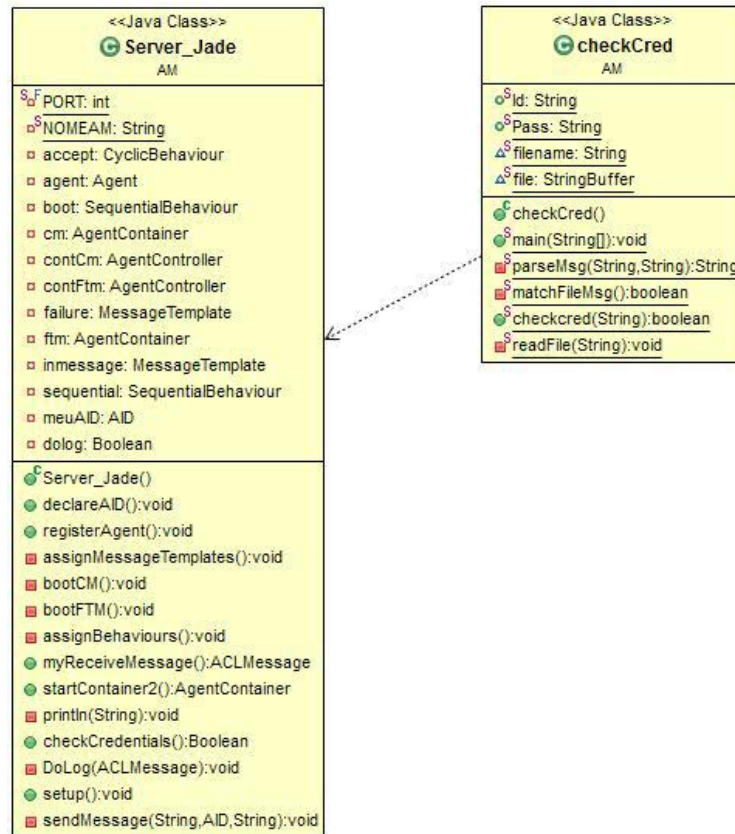 <<Java Class>>
C Server_Jade
AM
S F PORT: int
S NOMEAM: String
accept: CyclicBehaviour
agent: Agent
boot: SequentialBehaviour
cm: AgentContainer
contCm: AgentController
contFtm: AgentController
failure: MessageTemplate
ftm: AgentContainer
inmessage: MessageTemplate
sequential: SequentialBehaviour
meuAID: AID
dolog: Boolean
C Server_Jade()
declareAID():void
registerAgent():void
assignMessageTemplates():void
bootCM():void
bootFTM():void
assignBehaviours():void
myReceiveMessage():ACLMessage
startContainer2():AgentContainer
println(String):void
checkCredentials():Boolean
DoLog(ACLMessage):void
setup():void
sendMessage(String,AID,String):void
<<Java Class>>
C checkCred
AM
S Id: String
S Pass: String
S filename: String
S file: StringBuffer
C checkCred()
S main(String[]):void
S parseMsg(String,String):String
S matchFileMsg():boolean
S checkcred(String):boolean
S readFile(String):void